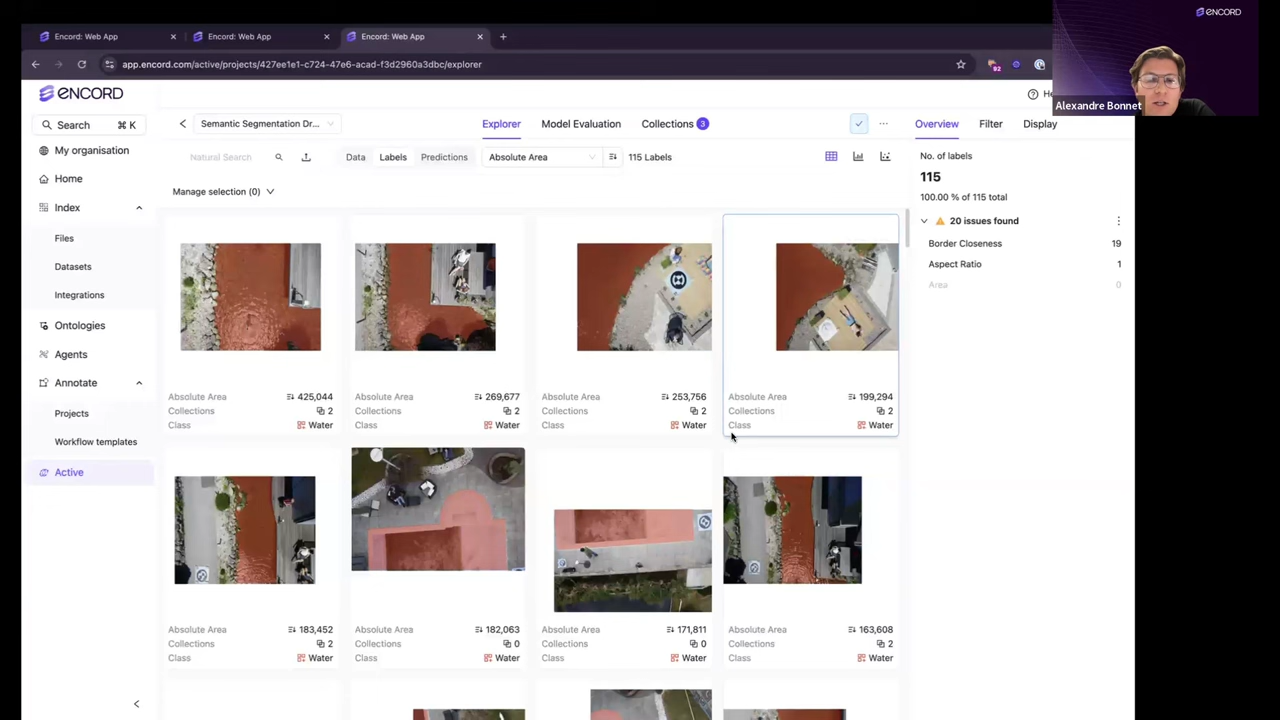 Encord: Web App
Encord: Web App
Encord: Web App
ENCORD
app.encord.com/active/projects/427ee1e1-c724-47e6-acad-f3d2960a3dbc/explorer
92
Alexandre Bonnet
ENCORD
He
Search ⌘ K
My organisation
Home
Index
Files
Datasets
Integrations
Ontologies
Agents
Annotate
Projects
Workflow templates
Active
Semantic Segmentation Dr...
Explorer
Model Evaluation
Collections 3
Overview
Filter
Display
Natural Search
Data
Labels
Predictions
Absolute Area
115 Labels
Manage selection (0)
No. of labels
115
100.00 % of 115 total
20 issues found
Border Closeness 19
Aspect Ratio 1
Area 0
Absolute Area 425,044
Collections 2
Class Water
Absolute Area 269,677
Collections 2
Class Water
Absolute Area 253,756
Collections 2
Class Water
Absolute Area 199,294
Collections 2
Class Water
Absolute Area 183,452
Collections 2
Class Water
Absolute Area 182,063
Collections 0
Class Water
Absolute Area 171,811
Collections 0
Class Water
Absolute Area 163,608
Collections 2
Class Water